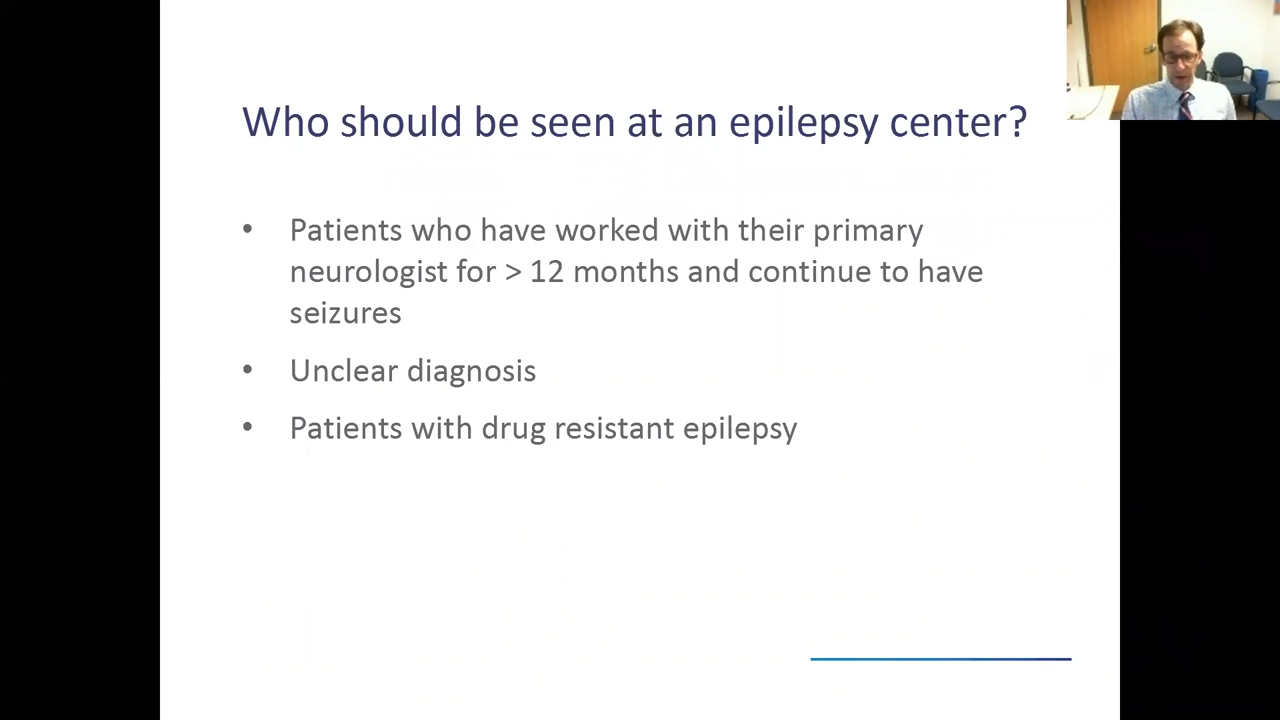 Who should be seen at an epilepsy center?
• Patients who have worked with their primary
neurologist for > 12 months and continue to have
seizures
• Unclear diagnosis
• Patients with drug resistant epilepsy